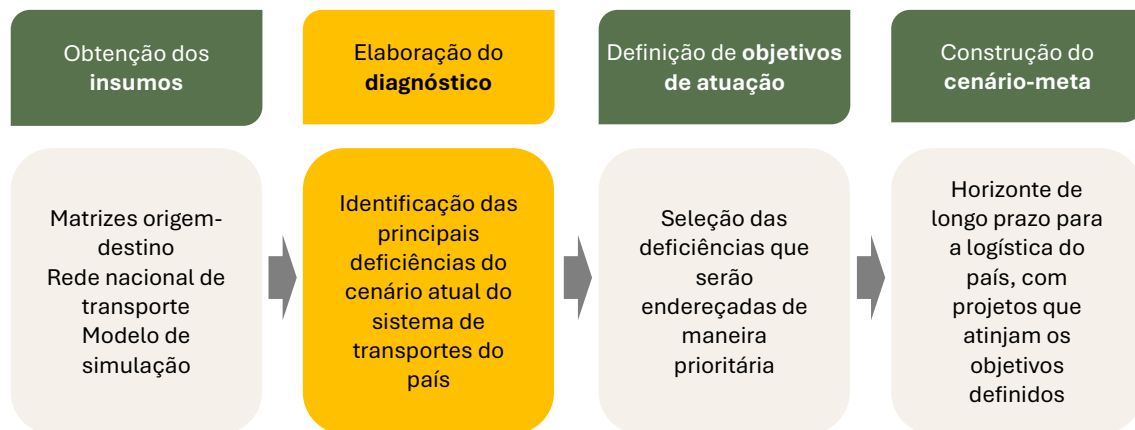 Obtenção dos
insumos
Elaboração do
diagnóstico
Definição de objetivos
de atuação
Construção do
cenário-meta
Matrizes origem-
destino
Rede nacional de
transporte
Modelo de
simulação
Identificação das
principais
deficiências do
cenário atual do
sistema de
transportes do
país
Seleção das
deficiências que
serão
endereçadas de
maneira
prioritária
Horizonte de
longo prazo para
a logística do
país, com
projetos que
atinjam os
objetivos
definidos